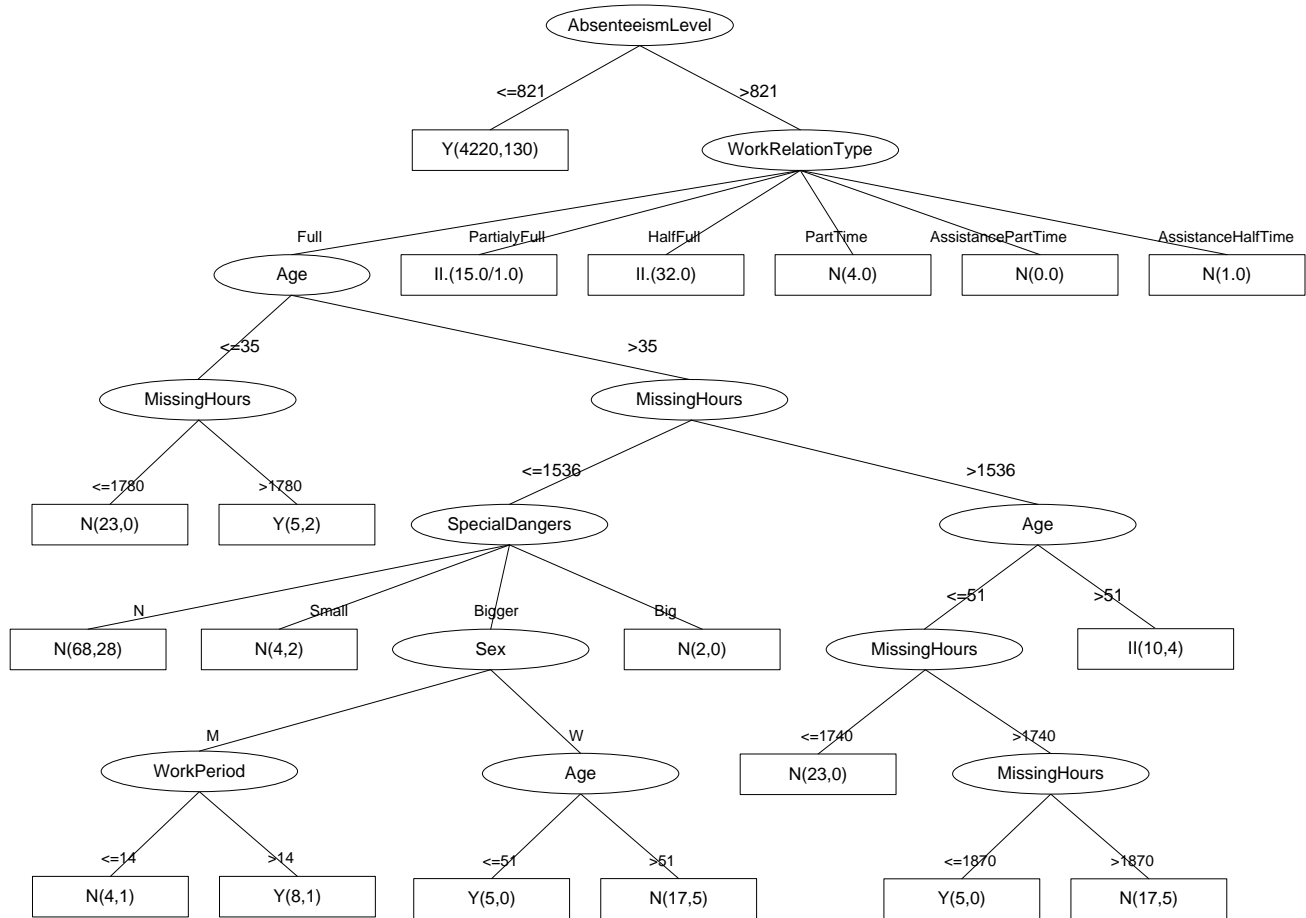 AbsenteeismLevel
<=821
>821
Y(4220,130)
WorkRelationType
Full
PartialyFull
HalfFull
PartTime
AssistancePartTime
AssistanceHalfTime
Age
II.(15.0/1.0)
II.(32.0)
N(4.0)
N(0.0)
N(1.0)
<=35
>35
MissingHours
MissingHours
<=1780
>1780
<=1536
>1536
N(23,0)
Y(5,2)
SpecialDangers
Age
N
Small
Bigger
Big
<=51
>51
N(68,28)
N(4,2)
Sex
N(2,0)
MissingHours
II(10,4)
M
W
<=1740
>1740
WorkPeriod
Age
N(23,0)
MissingHours
<=14
>14
<=51
>51
<=1870
>1870
N(4,1)
Y(8,1)
Y(5,0)
N(17,5)
Y(5,0)
N(17,5)